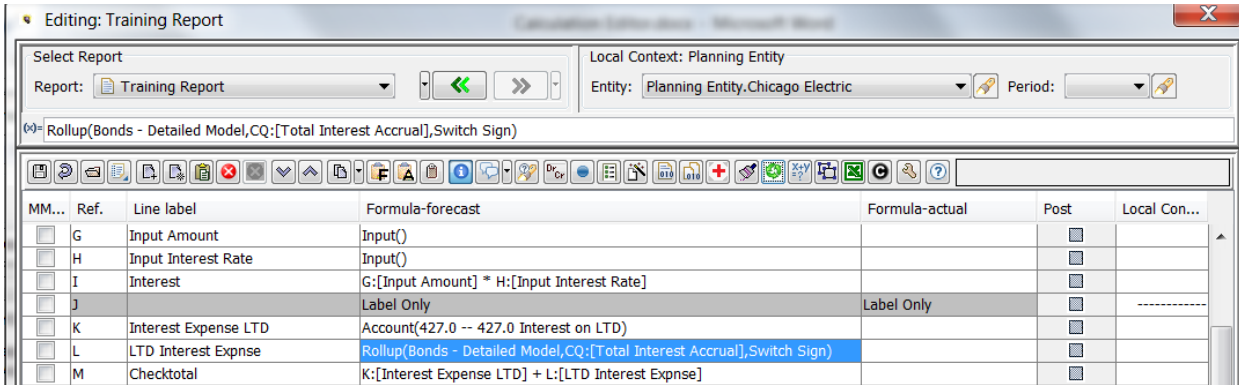 Editing: Training Report
Select Report
Local Context: Planning Entity
Report: Training Report
Entity: Planning Entity.Chicago Electric
Period:
(x)= Rollup(Bonds - Detailed Model,CQ:[Total Interest Accrual],Switch Sign)
MM... Ref. Line label Formula-forecast Formula-actual Post Local Con...
G Input Amount Input()
H Input Interest Rate Input()
I Interest G:[Input Amount] * H:[Input Interest Rate]
J Label Only Label Only ------------
K Interest Expense LTD Account(427.0 -- 427.0 Interest on LTD)
L LTD Interest Expnse Rollup(Bonds - Detailed Model,CQ:[Total Interest Accrual],Switch Sign)
M Checktotal K:[Interest Expense LTD] + L:[LTD Interest Expnse]